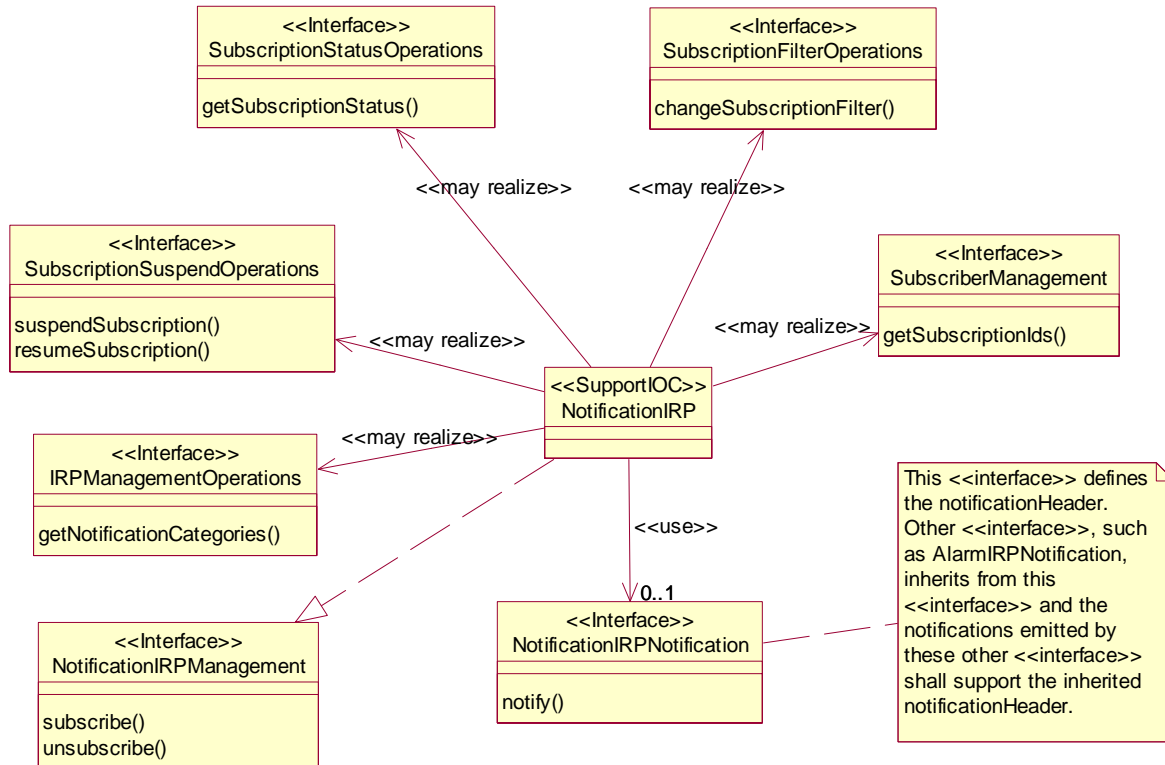 <<Interface>>
SubscriptionStatusOperations
getSubscriptionStatus()
<<Interface>>
SubscriptionFilterOperations
changeSubscriptionFilter()
<<may realize>>
<<may realize>>
<<Interface>>
SubscriptionSuspendOperations
suspendSubscription()
resumeSubscription()
<<Interface>>
SubscriberManagement
getSubscriptionIds()
<<may realize>>
<<may realize>>
<<SupportIOC>>
NotificationIRP
<<may realize>>
<<Interface>>
IRPManagementOperations
getNotificationCategories()
<<use>>
0..1
<<Interface>>
NotificationIRPManagement
subscribe()
unsubscribe()
<<Interface>>
NotificationIRPNotification
notify()
This <<interface>> defines
the notificationHeader.
Other <<interface>>, such
as AlarmIRPNotification,
inherits from this
<<interface>> and the
notifications emitted by
these other <<interface>>
shall support the inherited
notificationHeader.